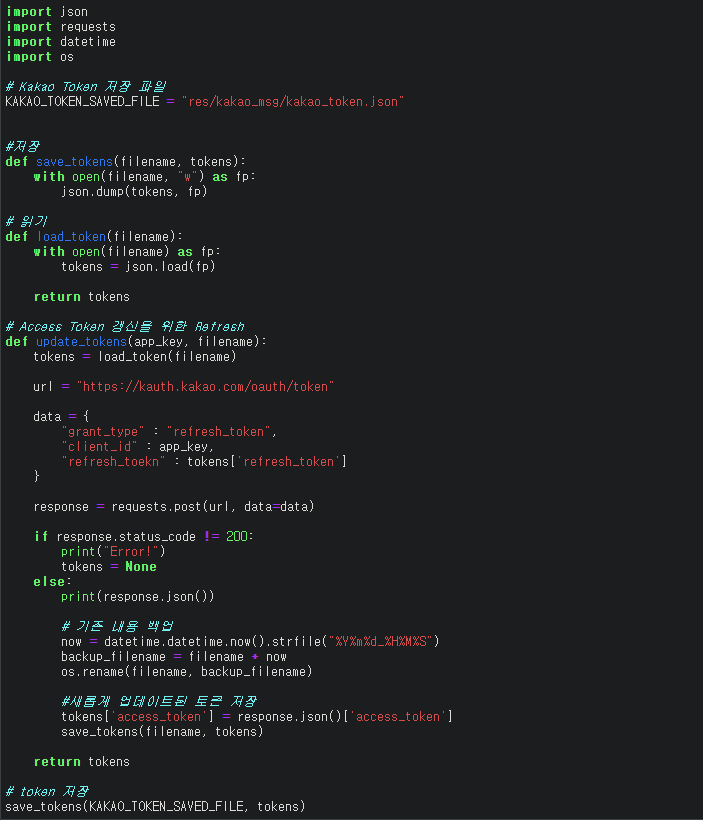 import json
import requests
import datetime
import os
# Kakao Token 저장 파일
KAKAO_TOKEN_SAVED_FILE = "res/kakao_msg/kakao_token.json"
#저장
def save_tokens(filename, tokens):
    with open(filename, "w") as fp:
        json.dump(tokens, fp)
# 읽기
def load_token(filename):
    with open(filename) as fp:
        tokens = json.load(fp)
    return tokens
# Access Token 갱신을 위한 Refresh
def update_tokens(app_key, filename):
    tokens = load_token(filename)
    url = "https://kauth.kakao.com/oauth/token"
    data = {
        "grant_type" : "refresh_token",
        "client_id" : app_key,
        "refresh_toekn" : tokens['refresh_token']
    }
    response = requests.post(url, data=data)
    if response.status_code != 200:
        print("Error!")
        tokens = None
    else:
        print(response.json())
        # 기존 내용 백업
        now = datetime.datetime.now().strfile("%Y%m%d_%H%M%S")
        backup_filename = filename + now
        os.rename(filename, backup_filename)
        #새롭게 업데이트된 토큰 저장
        tokens['access_token'] = response.json()['access_token']
        save_tokens(filename, tokens)
    return tokens
# token 저장
save_tokens(KAKAO_TOKEN_SAVED_FILE, tokens)